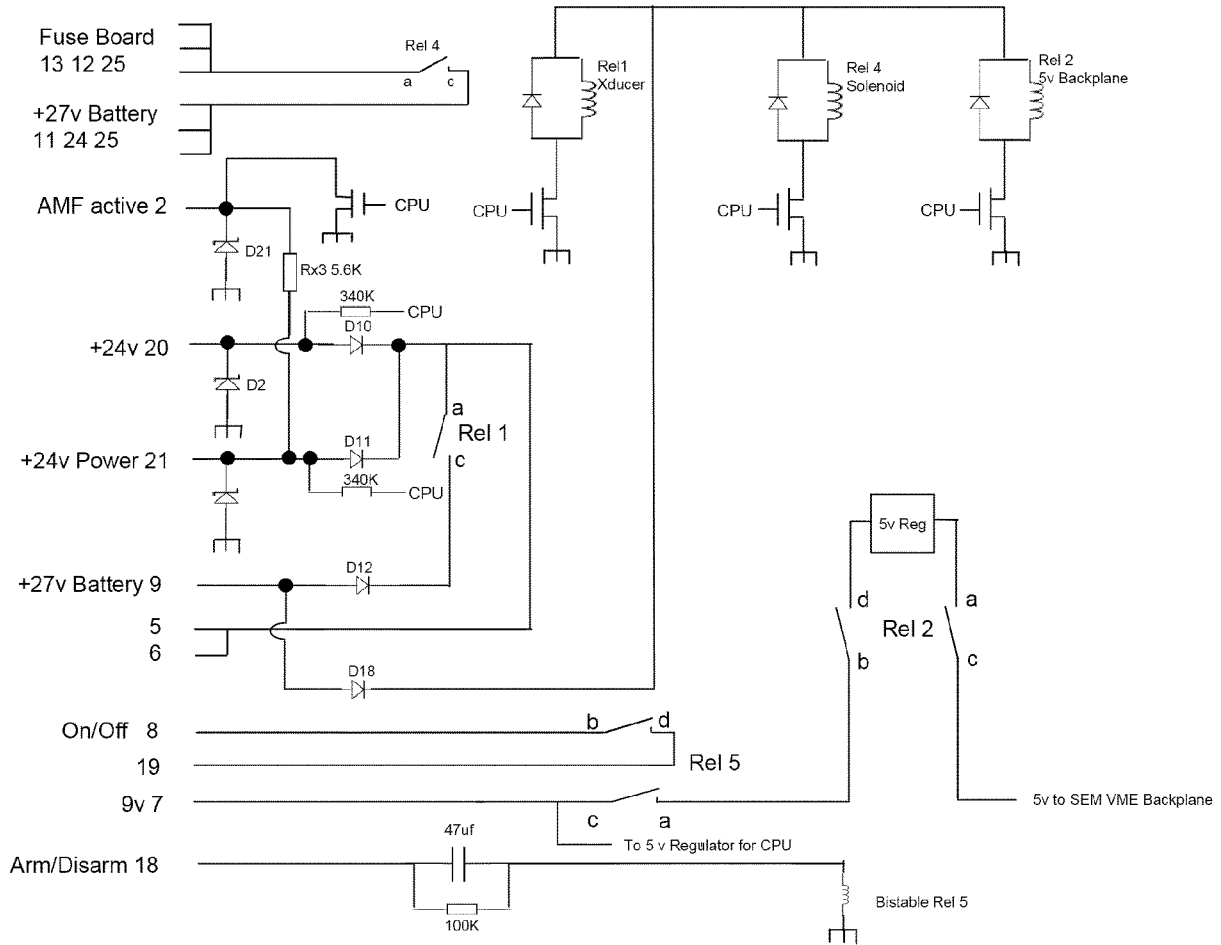 Fuse Board
13 12 25
Rel 4
a
c
+27v Battery
11 24 25
Rel1
Xducer
Rel 4
Solenoid
Rel 2
5v Backplane
AMF active 2
CPU
CPU
CPU
CPU
D21
Rx3 5.6K
340K
CPU
D10
+24v 20
D2
a
Rel 1
c
D11
+24v Power 21
340K
CPU
5v Reg
+27v Battery 9
D12
d
a
Rel 2
b
c
5
6
D18
On/Off 8
b
d
19
Rel 5
9v 7
c
a
5v to SEM VME Backplane
To 5 v Regulator for CPU
47uf
Arm/Disarm 18
100K
Bistable Rel 5